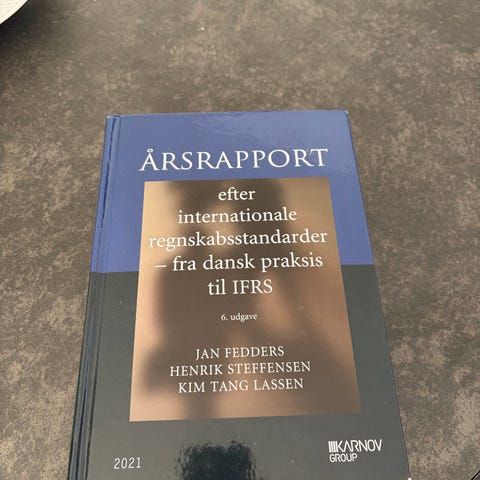 ÅRSRAPPORT
efter
internationale
regnskabsstandarder
– fra dansk praksis
til IFRS
6. udgave
JAN FEDDERS
HENRIK STEFFENSEN
KIM TANG LASSEN
2021
KARNOV
GROUP